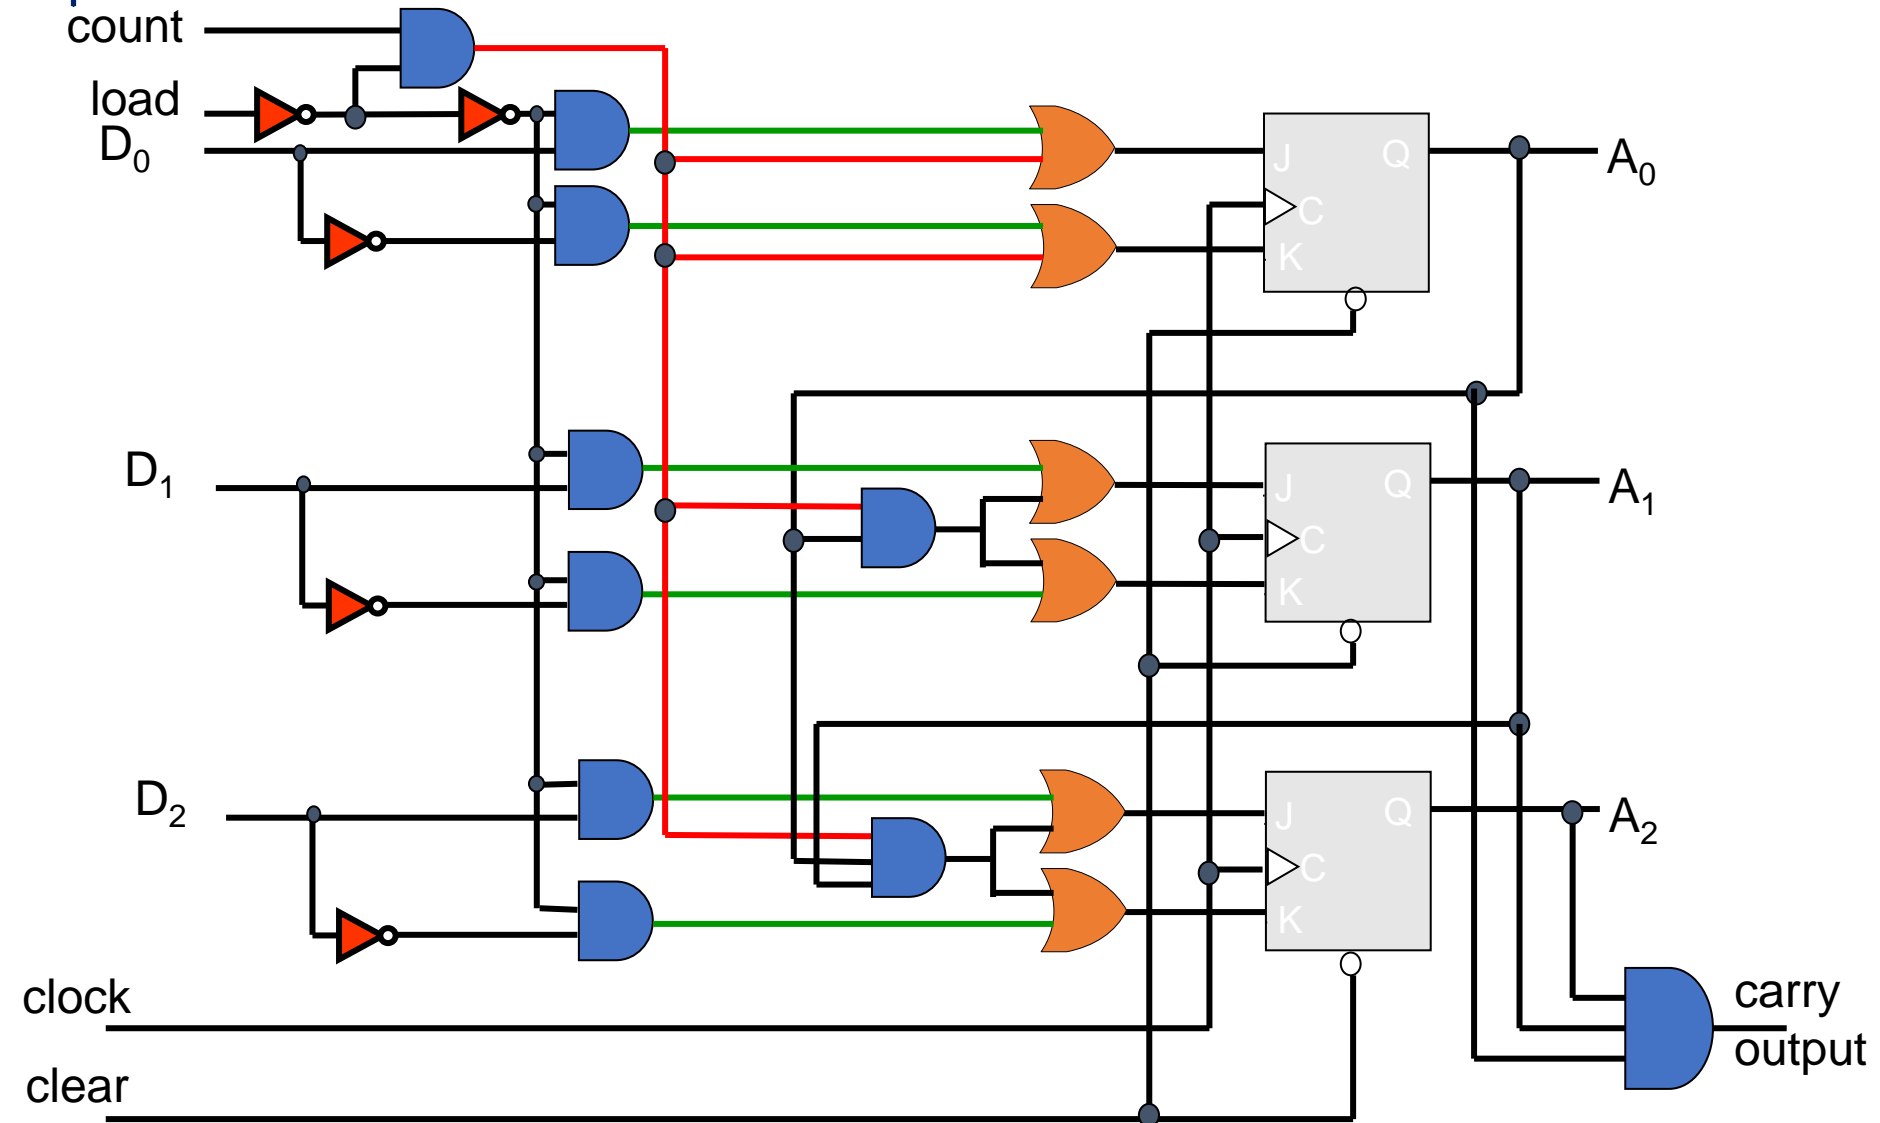 count
load
D0
J Q
C
K
A0
D1
J Q
C
K
A1
D2
J Q
C
K
A2
clock
carry
output
clear